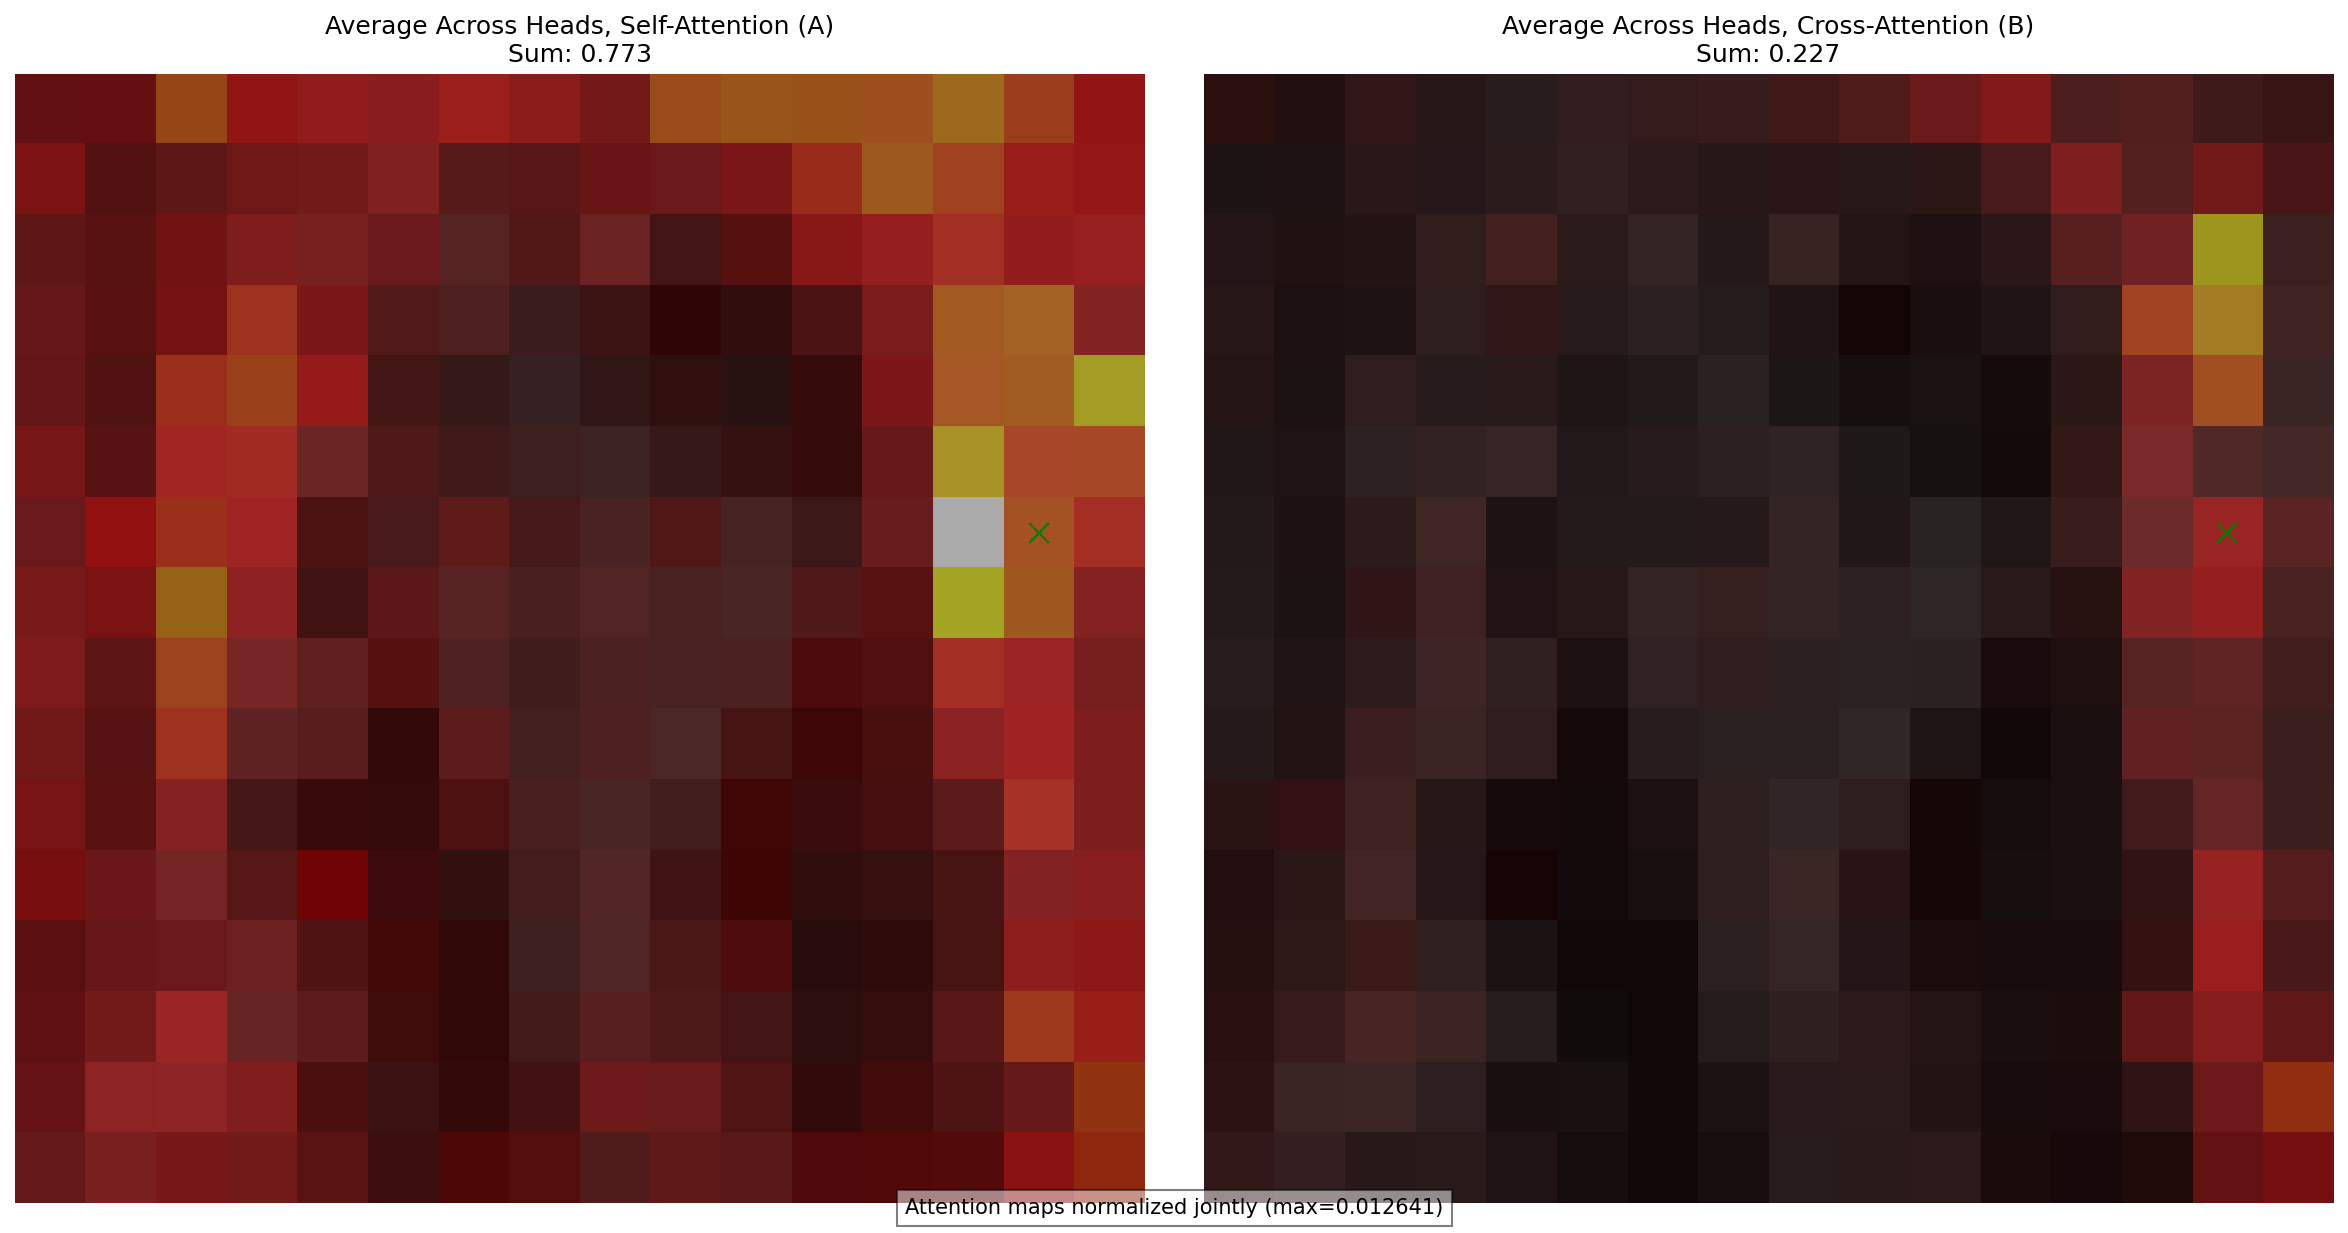 Average Across Heads, Self-Attention (A)
Sum: 0.773
Average Across Heads, Cross-Attention (B)
Sum: 0.227
Attention maps normalized jointly (max=0.012641)